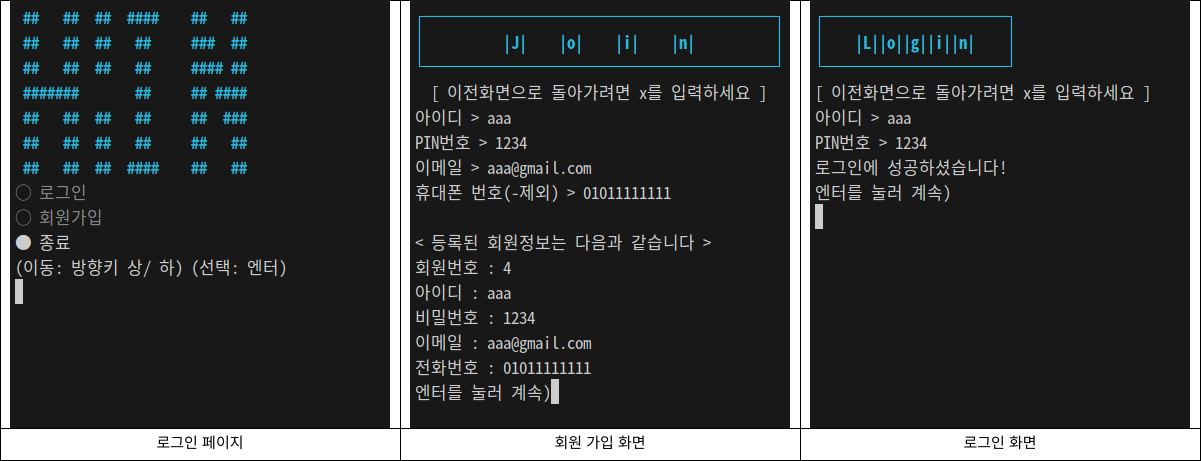 ##   ##  ##  ####    ##   ##
##   ##  ##   ##     ###  ##
##   ##  ##   ##     #### ##
#######       ##     ## ####
##   ##  ##   ##     ##  ###
##   ##  ##   ##     ##   ##
##   ##  ##  ####    ##   ##
○ 로그인
○ 회원가입
● 종료
(이동: 방향키 상/ 하) (선택: 엔터)
로그인 페이지
|J|    |o|    |i|    |n|
[ 이전화면으로 돌아가려면 x를 입력하세요 ]
아이디 > aaa
PIN번호 > 1234
이메일 > aaa@gmail.com
휴대폰 번호(-제외) > 01011111111
< 등록된 회원정보는 다음과 같습니다 >
회원번호 : 4
아이디 : aaa
비밀번호 : 1234
이메일 : aaa@gmail.com
전화번호 : 01011111111
엔터를 눌러 계속)
회원 가입 화면
|L||o||g||i||n|
[ 이전화면으로 돌아가려면 x를 입력하세요 ]
아이디 > aaa
PIN번호 > 1234
로그인에 성공하셨습니다!
엔터를 눌러 계속)
로그인 화면